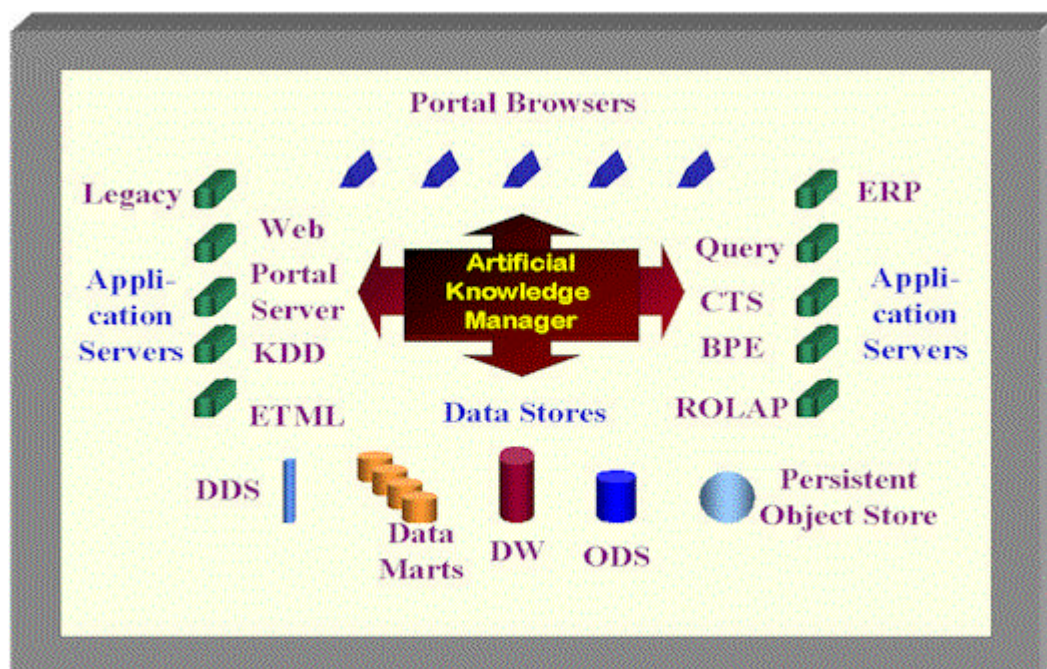 Portal Browsers
Legacy
ERP
Web
Query
Artificial
Knowledge
Manager
Appli-
cation
Servers
Portal
Server
CTS
Appli-
cation
Servers
KDD
BPE
ETML
Data Stores
ROLAP
DDS
Data
Marts
DW
ODS
Persistent
Object Store